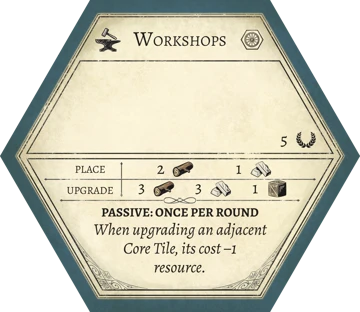 Workshops
5
PLACE 2 1
UPGRADE 3 3 1
PASSIVE: ONCE PER ROUND
When upgrading an adjacent
Core Tile, its cost –1
resource.